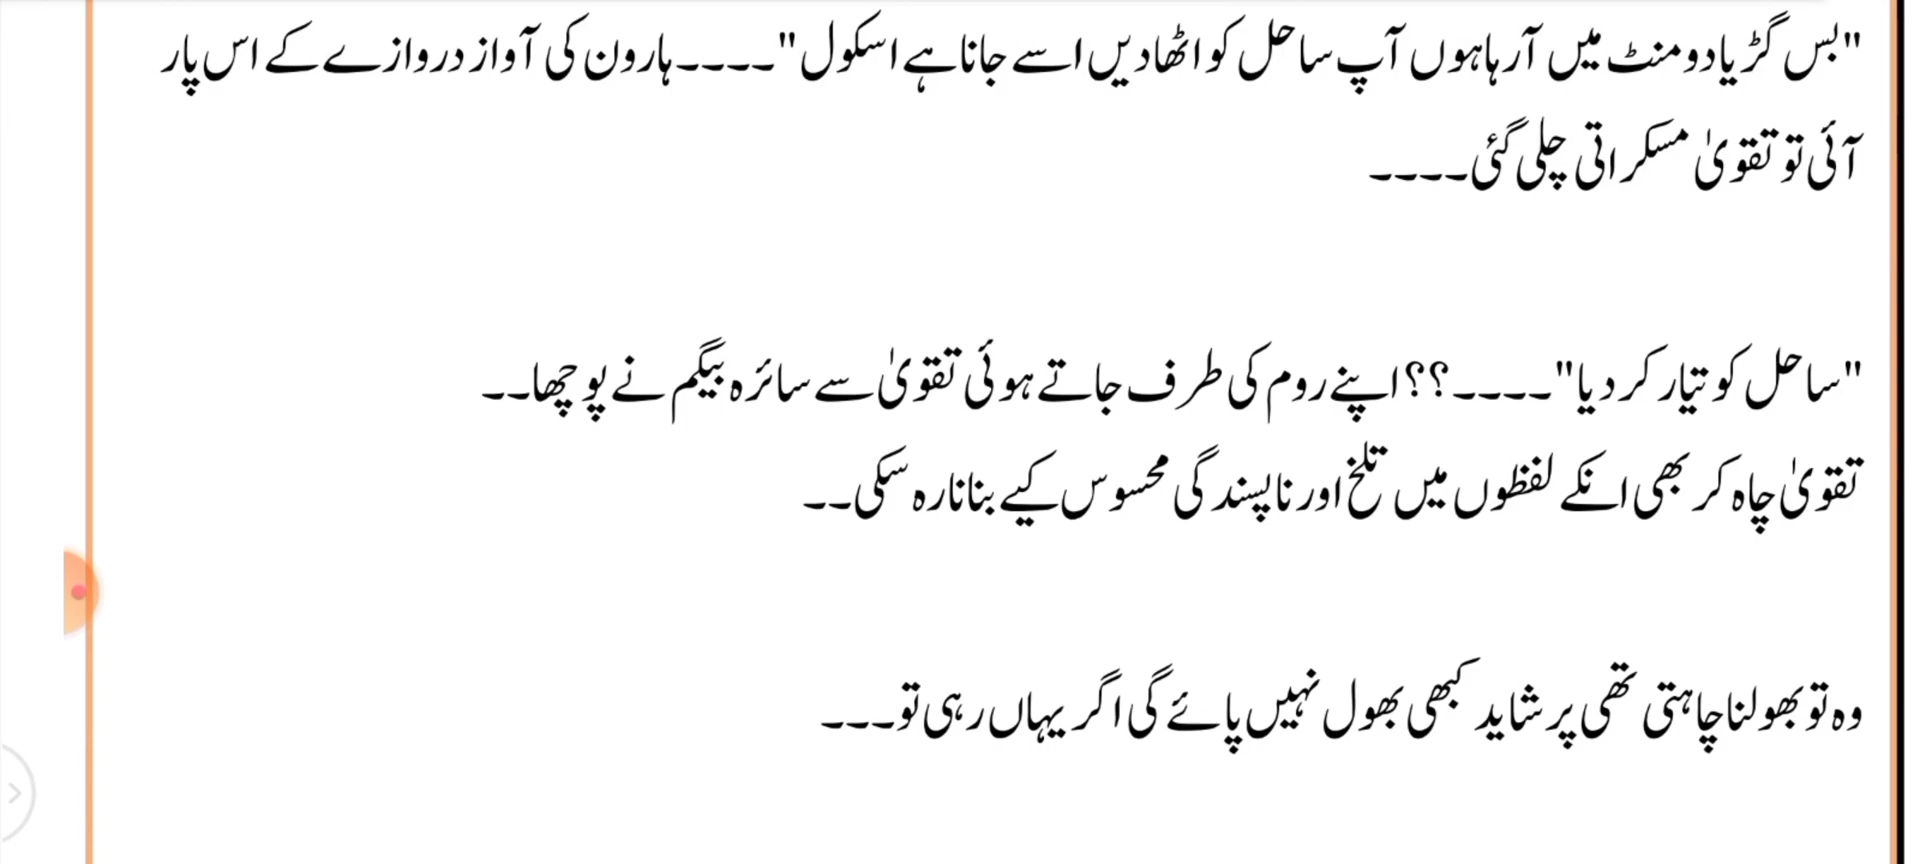 "بس گڑیا دو منٹ میں آ رہا ہوں آپ ساحل کو اٹھا دیں اسے جانا ہے اسکول"۔۔۔۔ہارون کی آواز دروازے کے اس پار
آئی تو تقویٰ مسکراتی چلی گئی۔۔۔۔
"ساحل کو تیار کر دیا"۔۔۔۔؟؟اپنے روم کی طرف جاتے ہوئی تقویٰ سے سائرہ بیگم نے پوچھا۔۔
تقویٰ چاہ کر بھی انکے لفظوں میں تلخ اور ناپسندگی محسوس کیے بنا نا رہ سکی۔۔
وہ تو بھولنا چاہتی تھی پر شاید کبھی بھول نہیں پائے گی اگر یہاں رہی تو۔۔۔